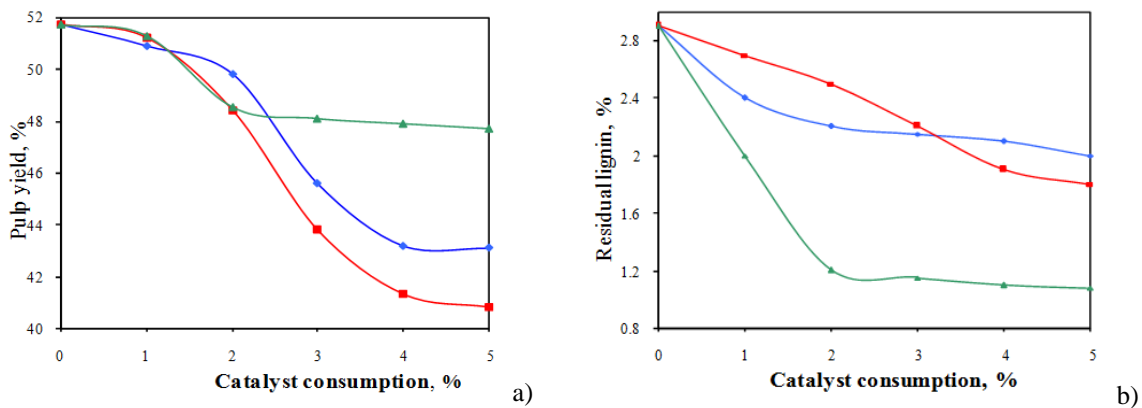 52
50
48
46
44
42
40
Pulp yield, %
0 1 2 3 4 5
Catalyst consumption, %
a)
2.8
2.4
2
1.6
1.2
0.8
Residual lignin, %
0 1 2 3 4 5
Catalyst consumption, %
b)